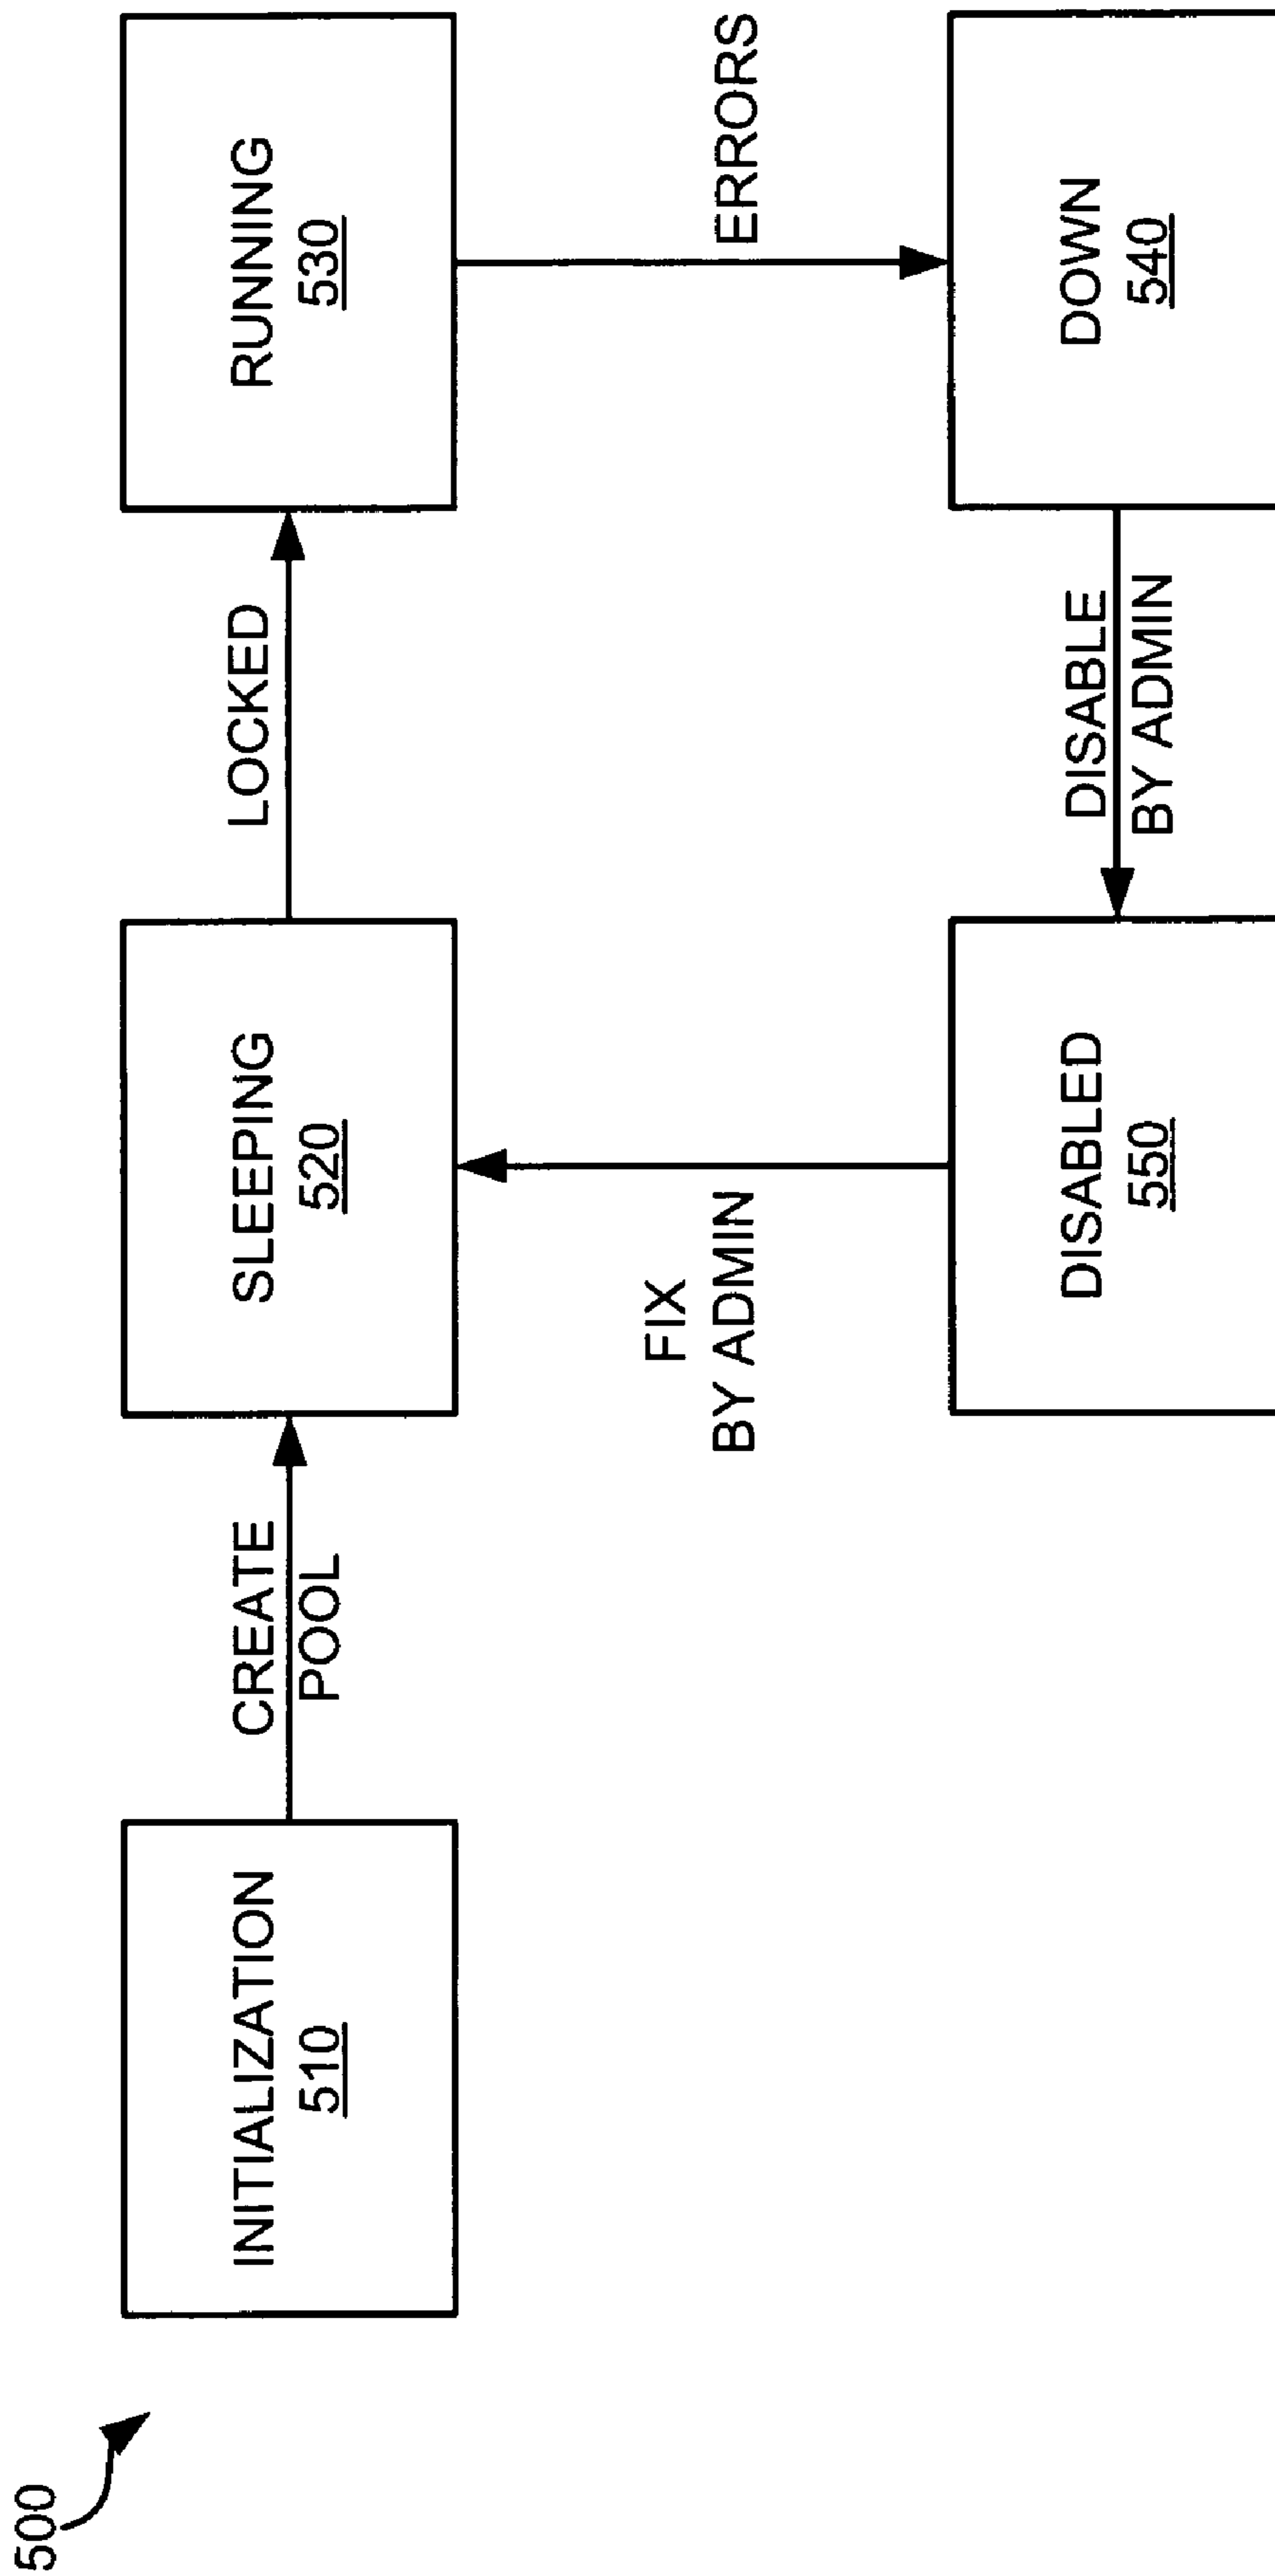 500
INITIALIZATION
510
CREATE
POOL
SLEEPING
520
LOCKED
RUNNING
530
FIX
BY ADMIN
ERRORS
DISABLED
550
DISABLE
BY ADMIN
DOWN
540